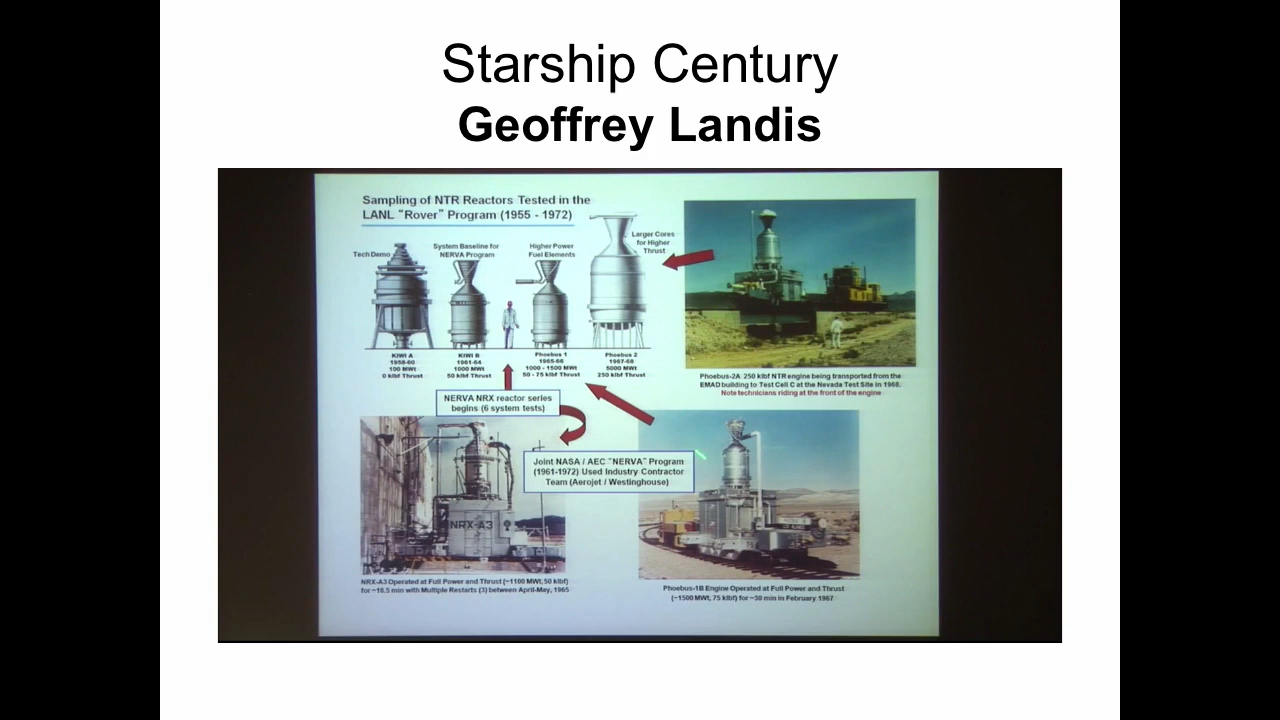 Starship Century
Geoffrey Landis
Sampling of NTR Reactors Tested in the
LANL "Rover" Program (1955 - 1972)
Tech Demo
System Baseline for
NERVA Program
Higher Power
Fuel Elements
Larger Cores
for Higher
Thrust
KIWI A
1958-60
100 MWt
0 klbf Thrust
KIWI B
1961-64
1000 MWt
50 klbf Thrust
Phoebus 1
1965-66
1000 - 1500 MWt
50 - 75 klbf Thrust
Phoebus 2
1967-68
5000 MWt
250 klbf Thrust
Phoebus-2A 250 klbf NTR engine being transported from the
EMAD building to Test Cell C at the Nevada Test Site in 1968.
Note technicians riding at the front of the engine
NERVA NRX reactor series
begins (6 system tests)
Joint NASA / AEC "NERVA" Program
(1961-1972) Used Industry Contractor
Team (Aerojet / Westinghouse)
NRX-A3
NRX-A3 Operated at Full Power and Thrust (~1100 MWt, 50 klbf)
for ~16.5 min with Multiple Restarts (3) between April-May, 1965
Phoebus-1B Engine Operated at Full Power and Thrust
(~1500 MWt, 75 klbf) for ~30 min in February 1967